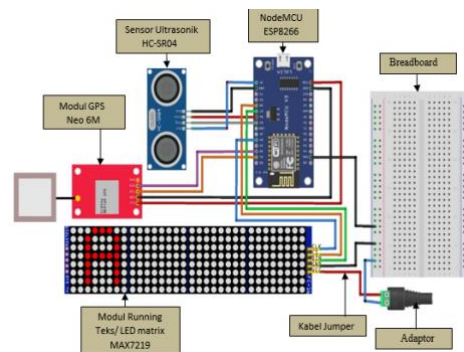 Sensor Ultrasonik
HC-SR04
NodeMCU
ESP8266
Breadboard
Modul GPS
Neo 6M
Modul Running
Teks/ LED matrix
MAX7219
Kabel Jumper
Adaptor